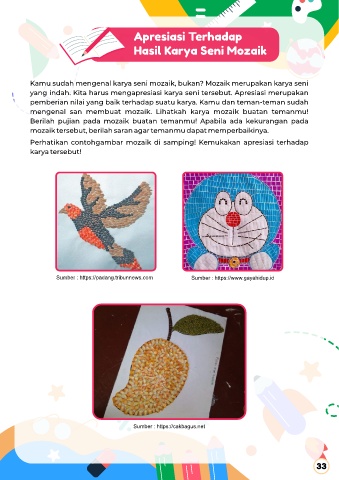 Apresiasi Terhadap
Hasil Karya Seni Mozaik
Kamu sudah mengenal karya seni mozaik, bukan? Mozaik merupakan karya seni
yang indah. Kita harus mengapresiasi karya seni tersebut. Apresiasi merupakan
pemberian nilai yang baik terhadap suatu karya. Kamu dan teman-teman sudah
mengenal san membuat mozaik. Lihatkah karya mozaik buatan temanmu!
Berilah pujian pada mozaik buatan temanmu! Apabila ada kekurangan pada
mozaik tersebut, berilah saran agar temanmu dapat memperbaikinya.
Perhatikan contohgambar mozaik di samping! Kemukakan apresiasi terhadap
karya tersebut!
Sumber : https://padang.tribunnews.com
Sumber : https://www.gayahidup.id
Sumber : https://cakbagus.net
33